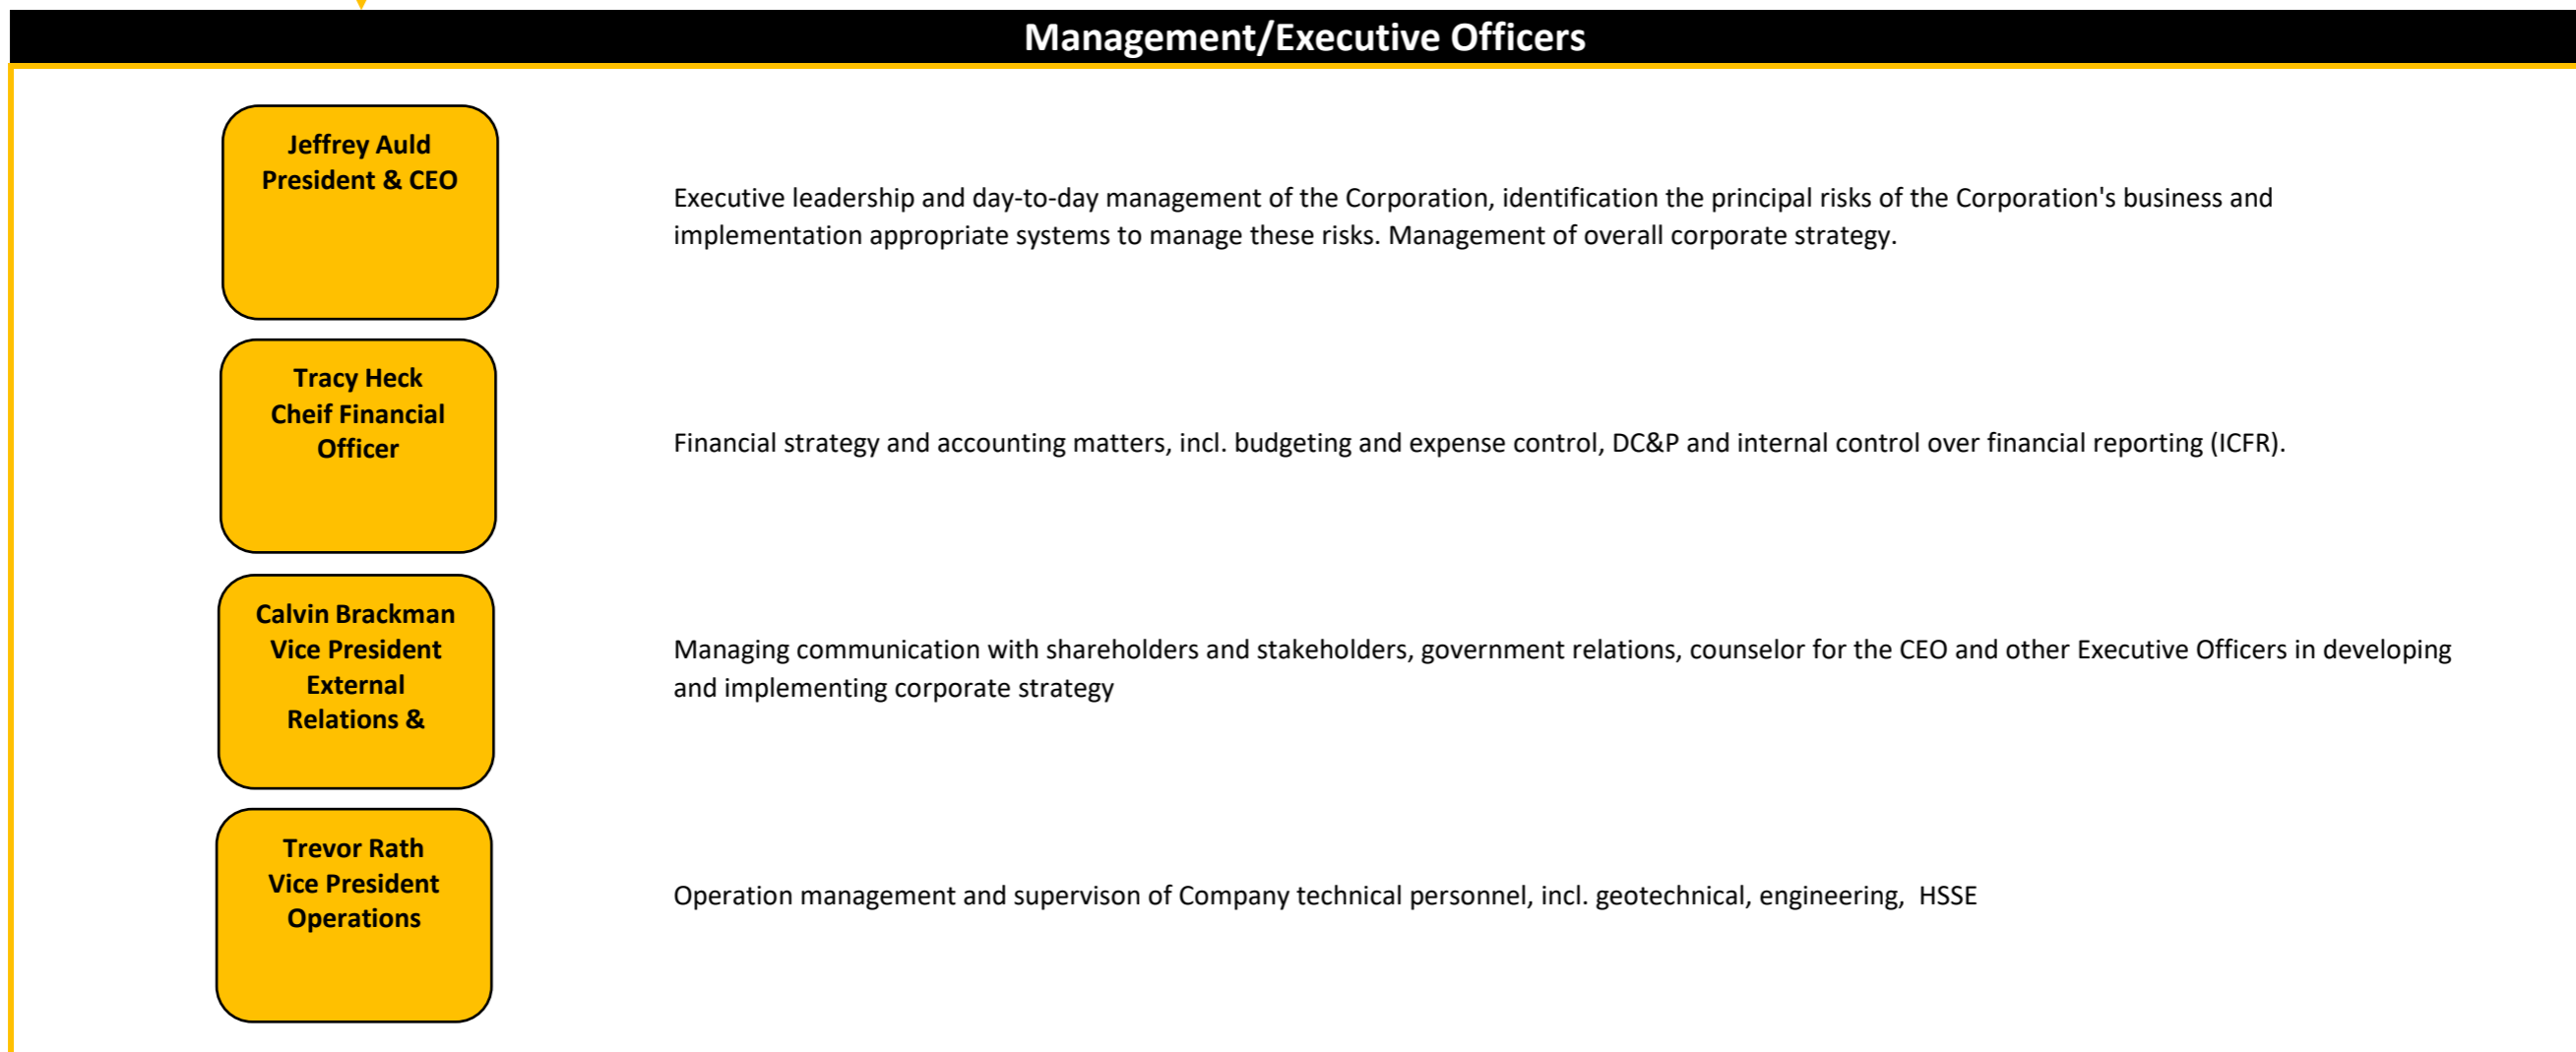 Management/Executive Officers
Jeffrey Auld
President & CEO
Executive leadership and day-to-day management of the Corporation, identification the principal risks of the Corporation's business and
implementation appropriate systems to manage these risks. Management of overall corporate strategy.
Tracy Heck
Cheif Financial
Officer
Financial strategy and accounting matters, incl. budgeting and expense control, DC&P and internal control over financial reporting (ICFR).
Calvin Brackman
Vice President
External
Relations &
Managing communication with shareholders and stakeholders, government relations, counselor for the CEO and other Executive Officers in developing
and implementing corporate strategy
Trevor Rath
Vice President
Operations
Operation management and supervison of Company technical personnel, incl. geotechnical, engineering,  HSSE